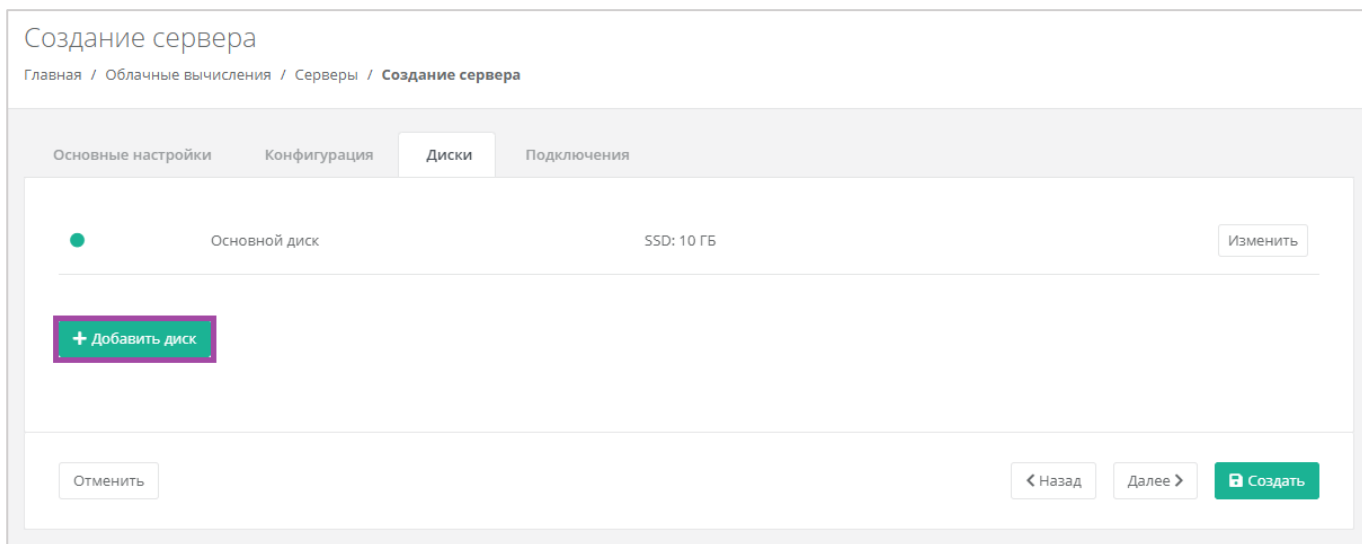 Создание сервера
Главная / Облачные вычисления / Серверы / Создание сервера
Основные настройки Конфигурация Диски Подключения
Основной диск SSD: 10 ГБ Изменить
Добавить диск
Отменить Назад Далее Создать